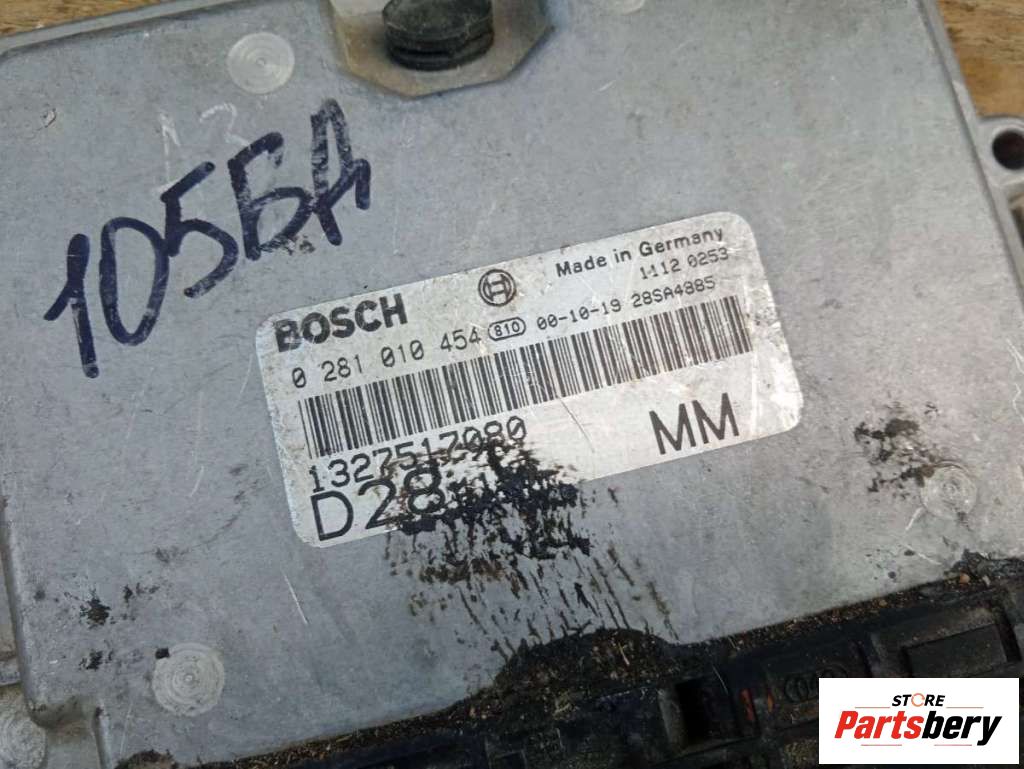 105БА
Made in Germany
BOSCH
1112 0253
0 281 010 454 810 00-10-19 28SA4885
1327517080
D28
MM
STORE
Partsbery